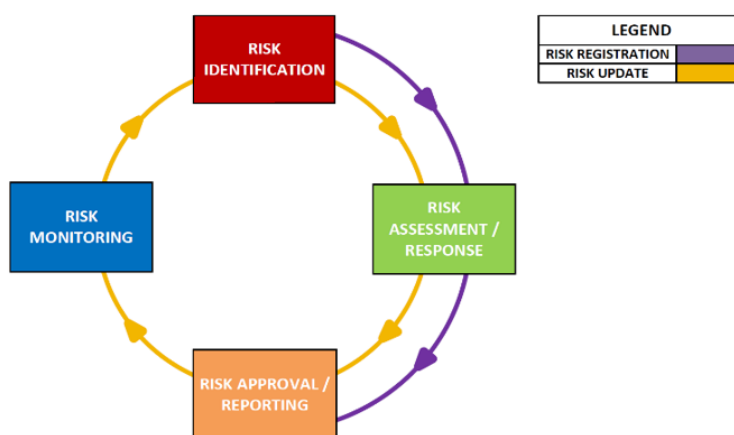 RISK
IDENTIFICATION
LEGEND
RISK REGISTRATION
RISK UPDATE
RISK
MONITORING
RISK
ASSESSMENT /
RESPONSE
RISK APPROVAL /
REPORTING